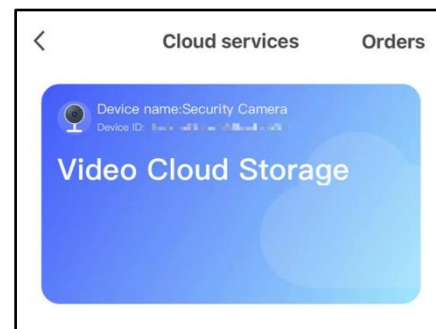 Cloud services Orders
Device name:Security Camera
Device ID:
Video Cloud Storage